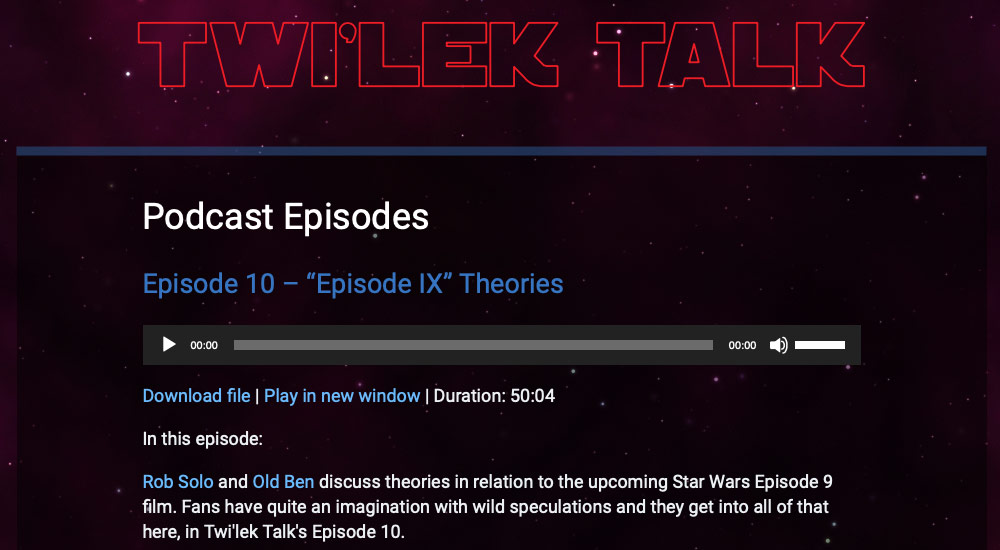 TWI'LEK TALK
Podcast Episodes
Episode 10 – “Episode IX” Theories
00:00 00:00
Download file | Play in new window | Duration: 50:04
In this episode:
Rob Solo and Old Ben discuss theories in relation to the upcoming Star Wars Episode 9
film. Fans have quite an imagination with wild speculations and they get into all of that
here, in Twi'lek Talk's Episode 10.